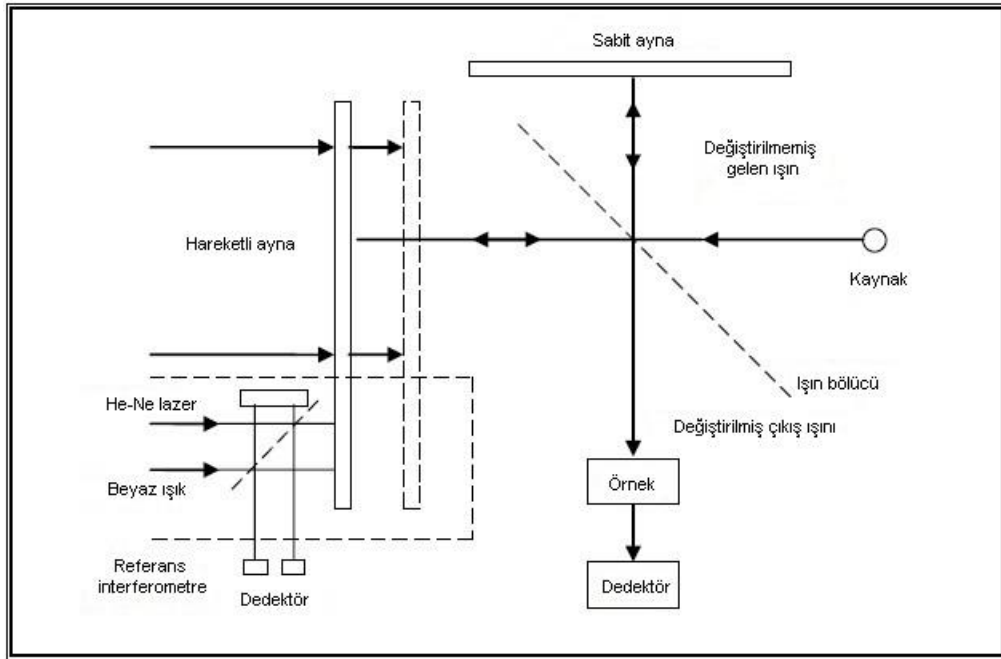 Sabit ayna
Değiştirilmemiş
gelen ışın
Hareketli ayna
Kaynak
Işın bölücü
He-Ne lazer
Değiştirilmiş çıkış ışını
Beyaz ışık
Örnek
Referans
interferometre
Dedektör
Dedektör